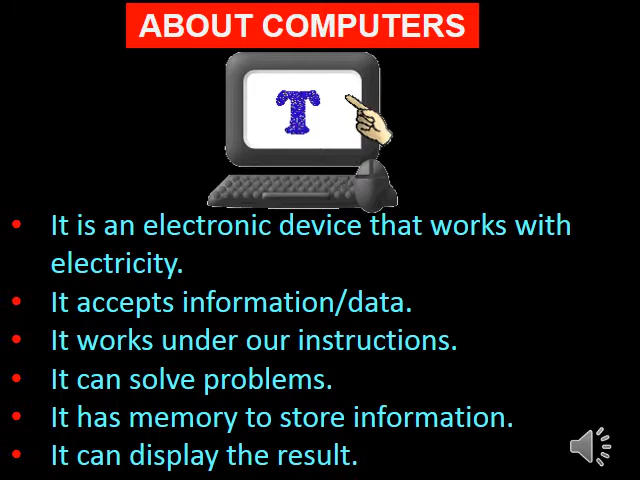 ABOUT COMPUTERS
T
• It is an electronic device that works with
electricity.
• It accepts information/data.
• It works under our instructions.
• It can solve problems.
• It has memory to store information.
• It can display the result.